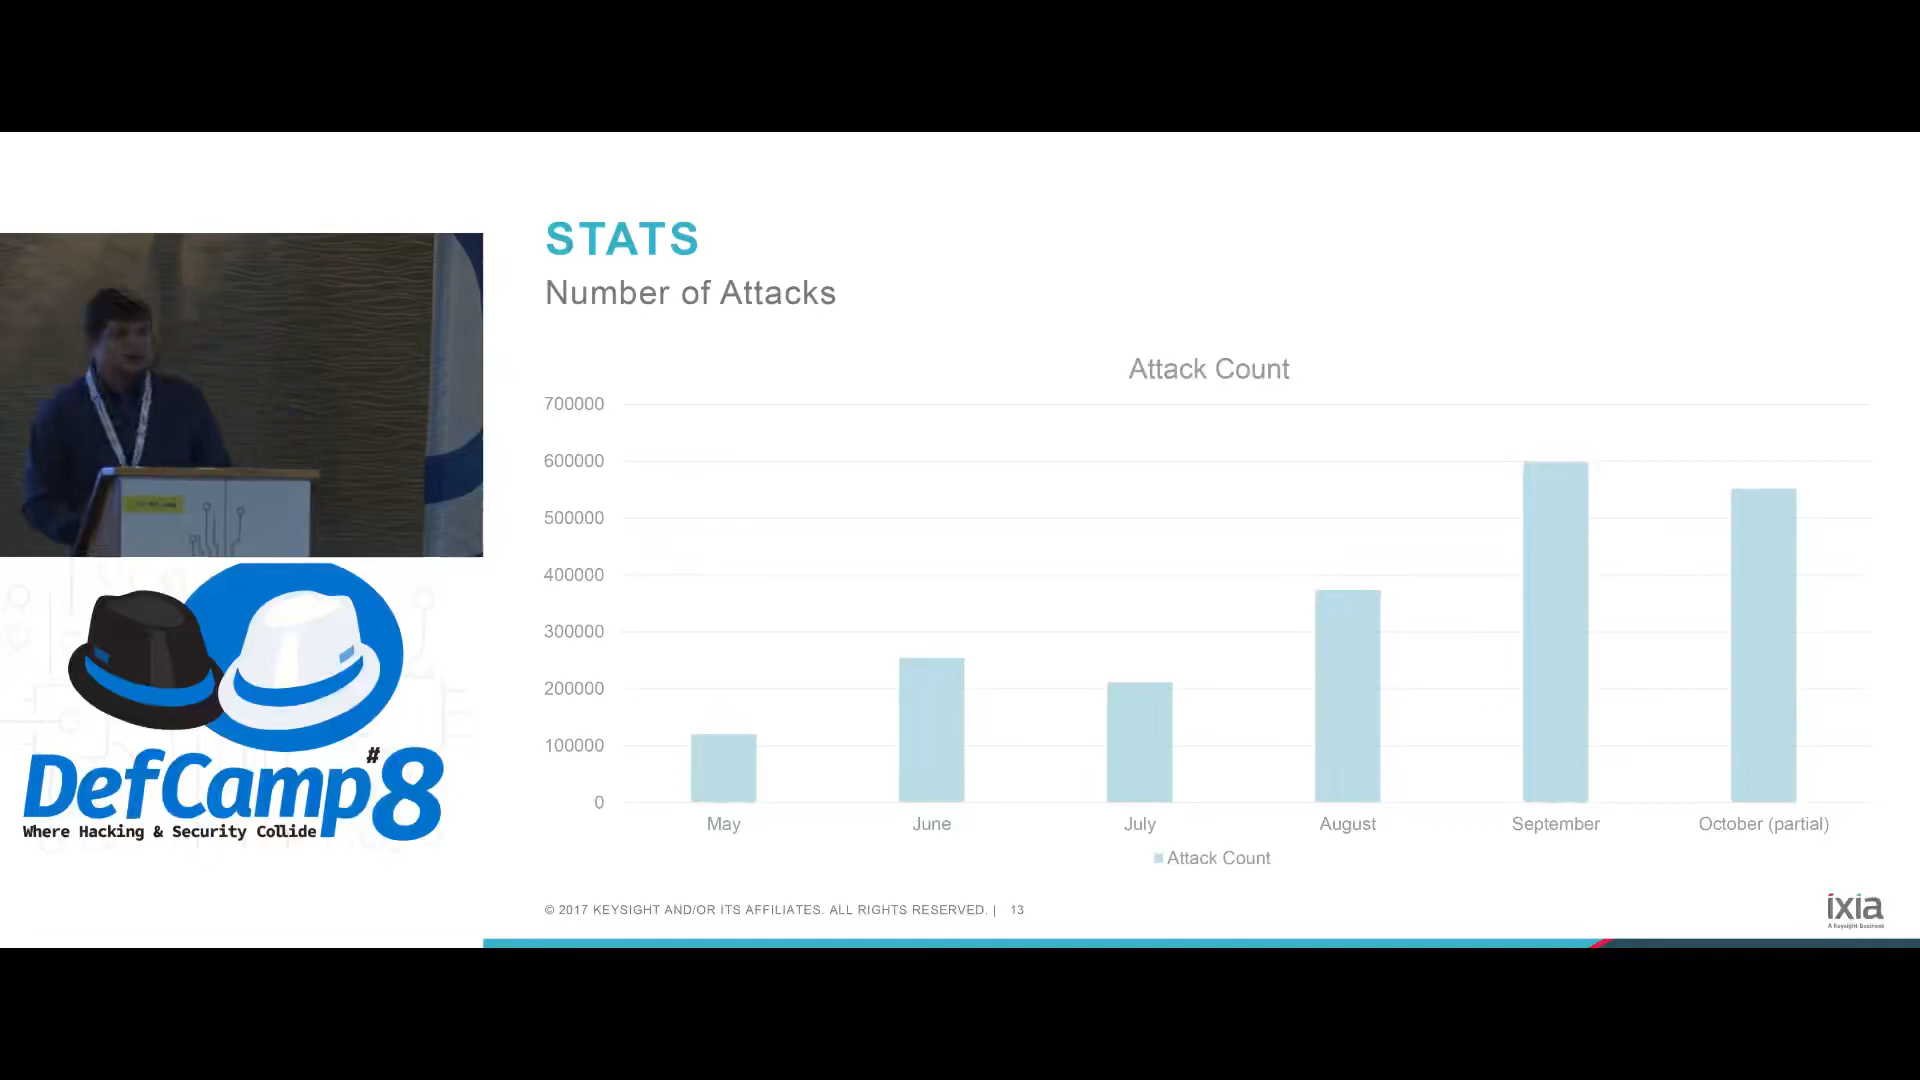 STATS
Number of Attacks
Attack Count
700000
600000
500000
400000
300000
200000
100000
0
May June July August September October (partial)
Attack Count
© 2017 KEYSIGHT AND/OR ITS AFFILIATES. ALL RIGHTS RESERVED. | 13
ixia
A Keysight Business
DefCamp#8
Where Hacking & Security Collide